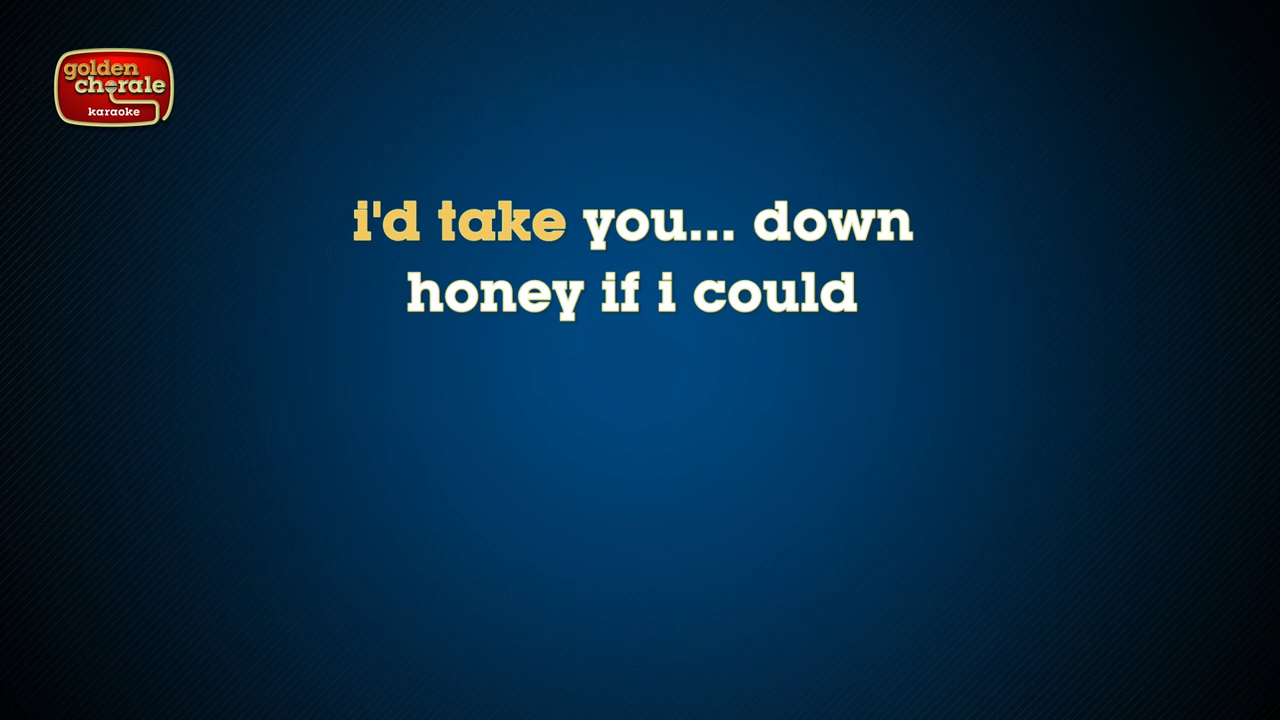 golden
chorale
karaoke
i'd take you... down
honey if i could